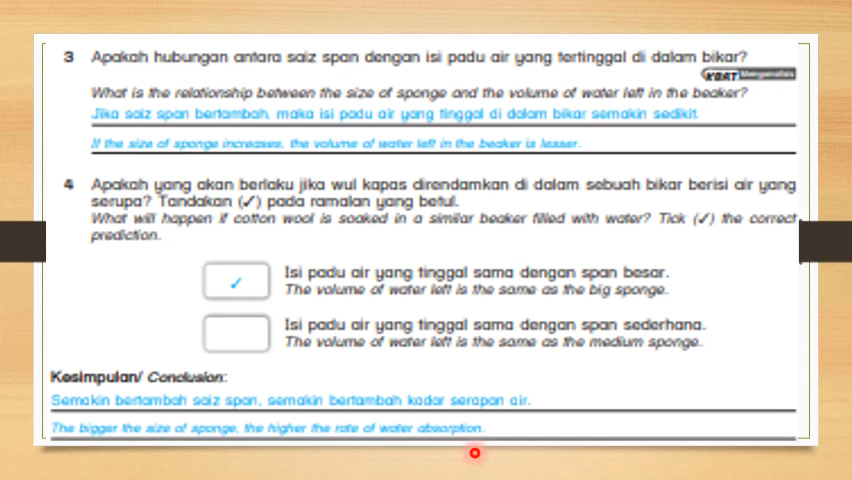 3 Apakah hubungan antara saiz span dengan isi padu air yang tertinggal di dalam bikar?
KBAT Menganalisis
What is the relationship between the size of sponge and the volume of water left in the beaker?
Jika saiz span bertambah, maka isi padu air yang tinggal di dalam bikar semakin sedikit
If the size of sponge increases, the volume of water left in the beaker is lesser.
4 Apakah yang akan berlaku jika wul kapas direndamkan di dalam sebuah bikar berisi air yang
serupa? Tandakan (✓) pada ramalan yang betul.
What will happen if cotton wool is soaked in a similar beaker filled with water? Tick (✓) the correct
prediction.
✓ Isi padu air yang tinggal sama dengan span besar.
The volume of water left is the same as the big sponge.
Isi padu air yang tinggal sama dengan span sederhana.
The volume of water left is the same as the medium sponge.
Kesimpulan/ Conclusion:
Semakin bertambah saiz span, semakin bertambah kadar serapan air.
The bigger the size of sponge, the higher the rate of water absorption.